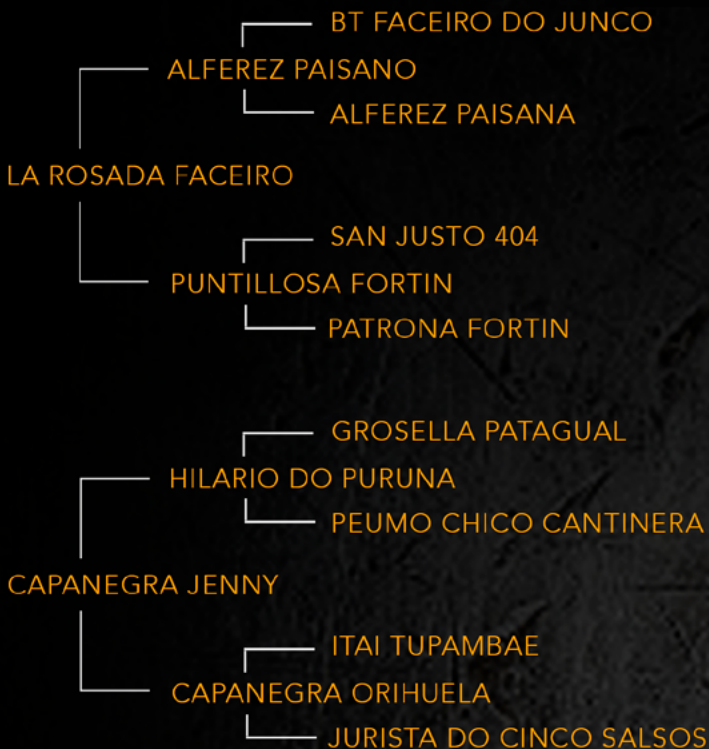 BT FACEIRO DO JUNCO
ALFEREZ PAISANO
ALFEREZ PAISANA
LA ROSADA FACEIRO
SAN JUSTO 404
PUNTILLOSA FORTIN
PATRONA FORTIN
GROSELLA PATAGUAL
HILARIO DO PURUNA
PEUMO CHICO CANTINERA
CAPANEGRA JENNY
ITAI TUPAMBAE
CAPANEGRA ORIHUELA
JURISTA DO CINCO SALSOS